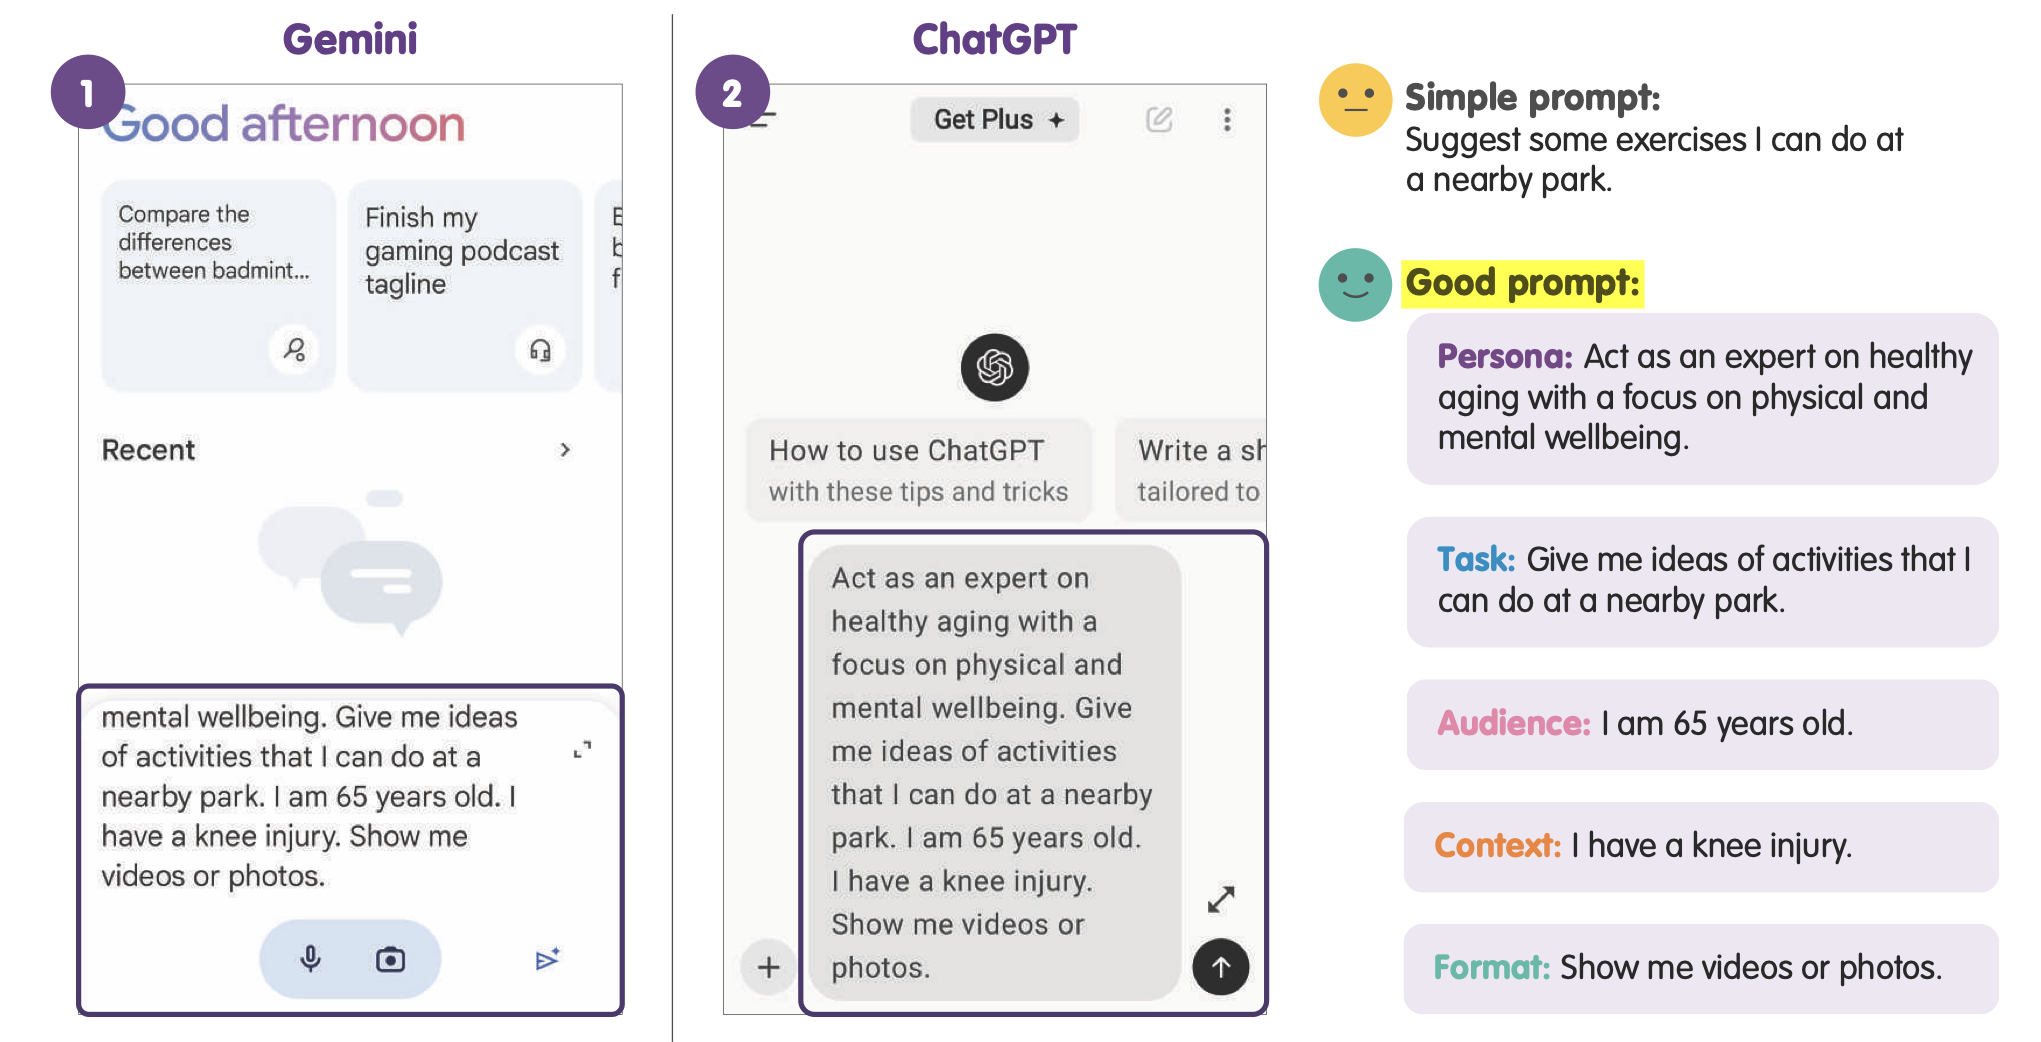 Gemini
1
Good afternoon
Compare the
differences
between badmint...
Finish my
gaming podcast
tagline
E
b
f
Recent
mental wellbeing. Give me ideas
of activities that I can do at a
nearby park. I am 65 years old. I
have a knee injury. Show me
videos or photos.
ChatGPT
2
Get Plus
How to use ChatGPT
with these tips and tricks
Write a sh
tailored to
Act as an expert on
healthy aging with a
focus on physical and
mental wellbeing. Give
me ideas of activities
that I can do at a nearby
park. I am 65 years old.
I have a knee injury.
Show me videos or
photos.
Simple prompt:
Suggest some exercises I can do at
a nearby park.
Good prompt:
Persona: Act as an expert on healthy
aging with a focus on physical and
mental wellbeing.
Task: Give me ideas of activities that I
can do at a nearby park.
Audience: I am 65 years old.
Context: I have a knee injury.
Format: Show me videos or photos.